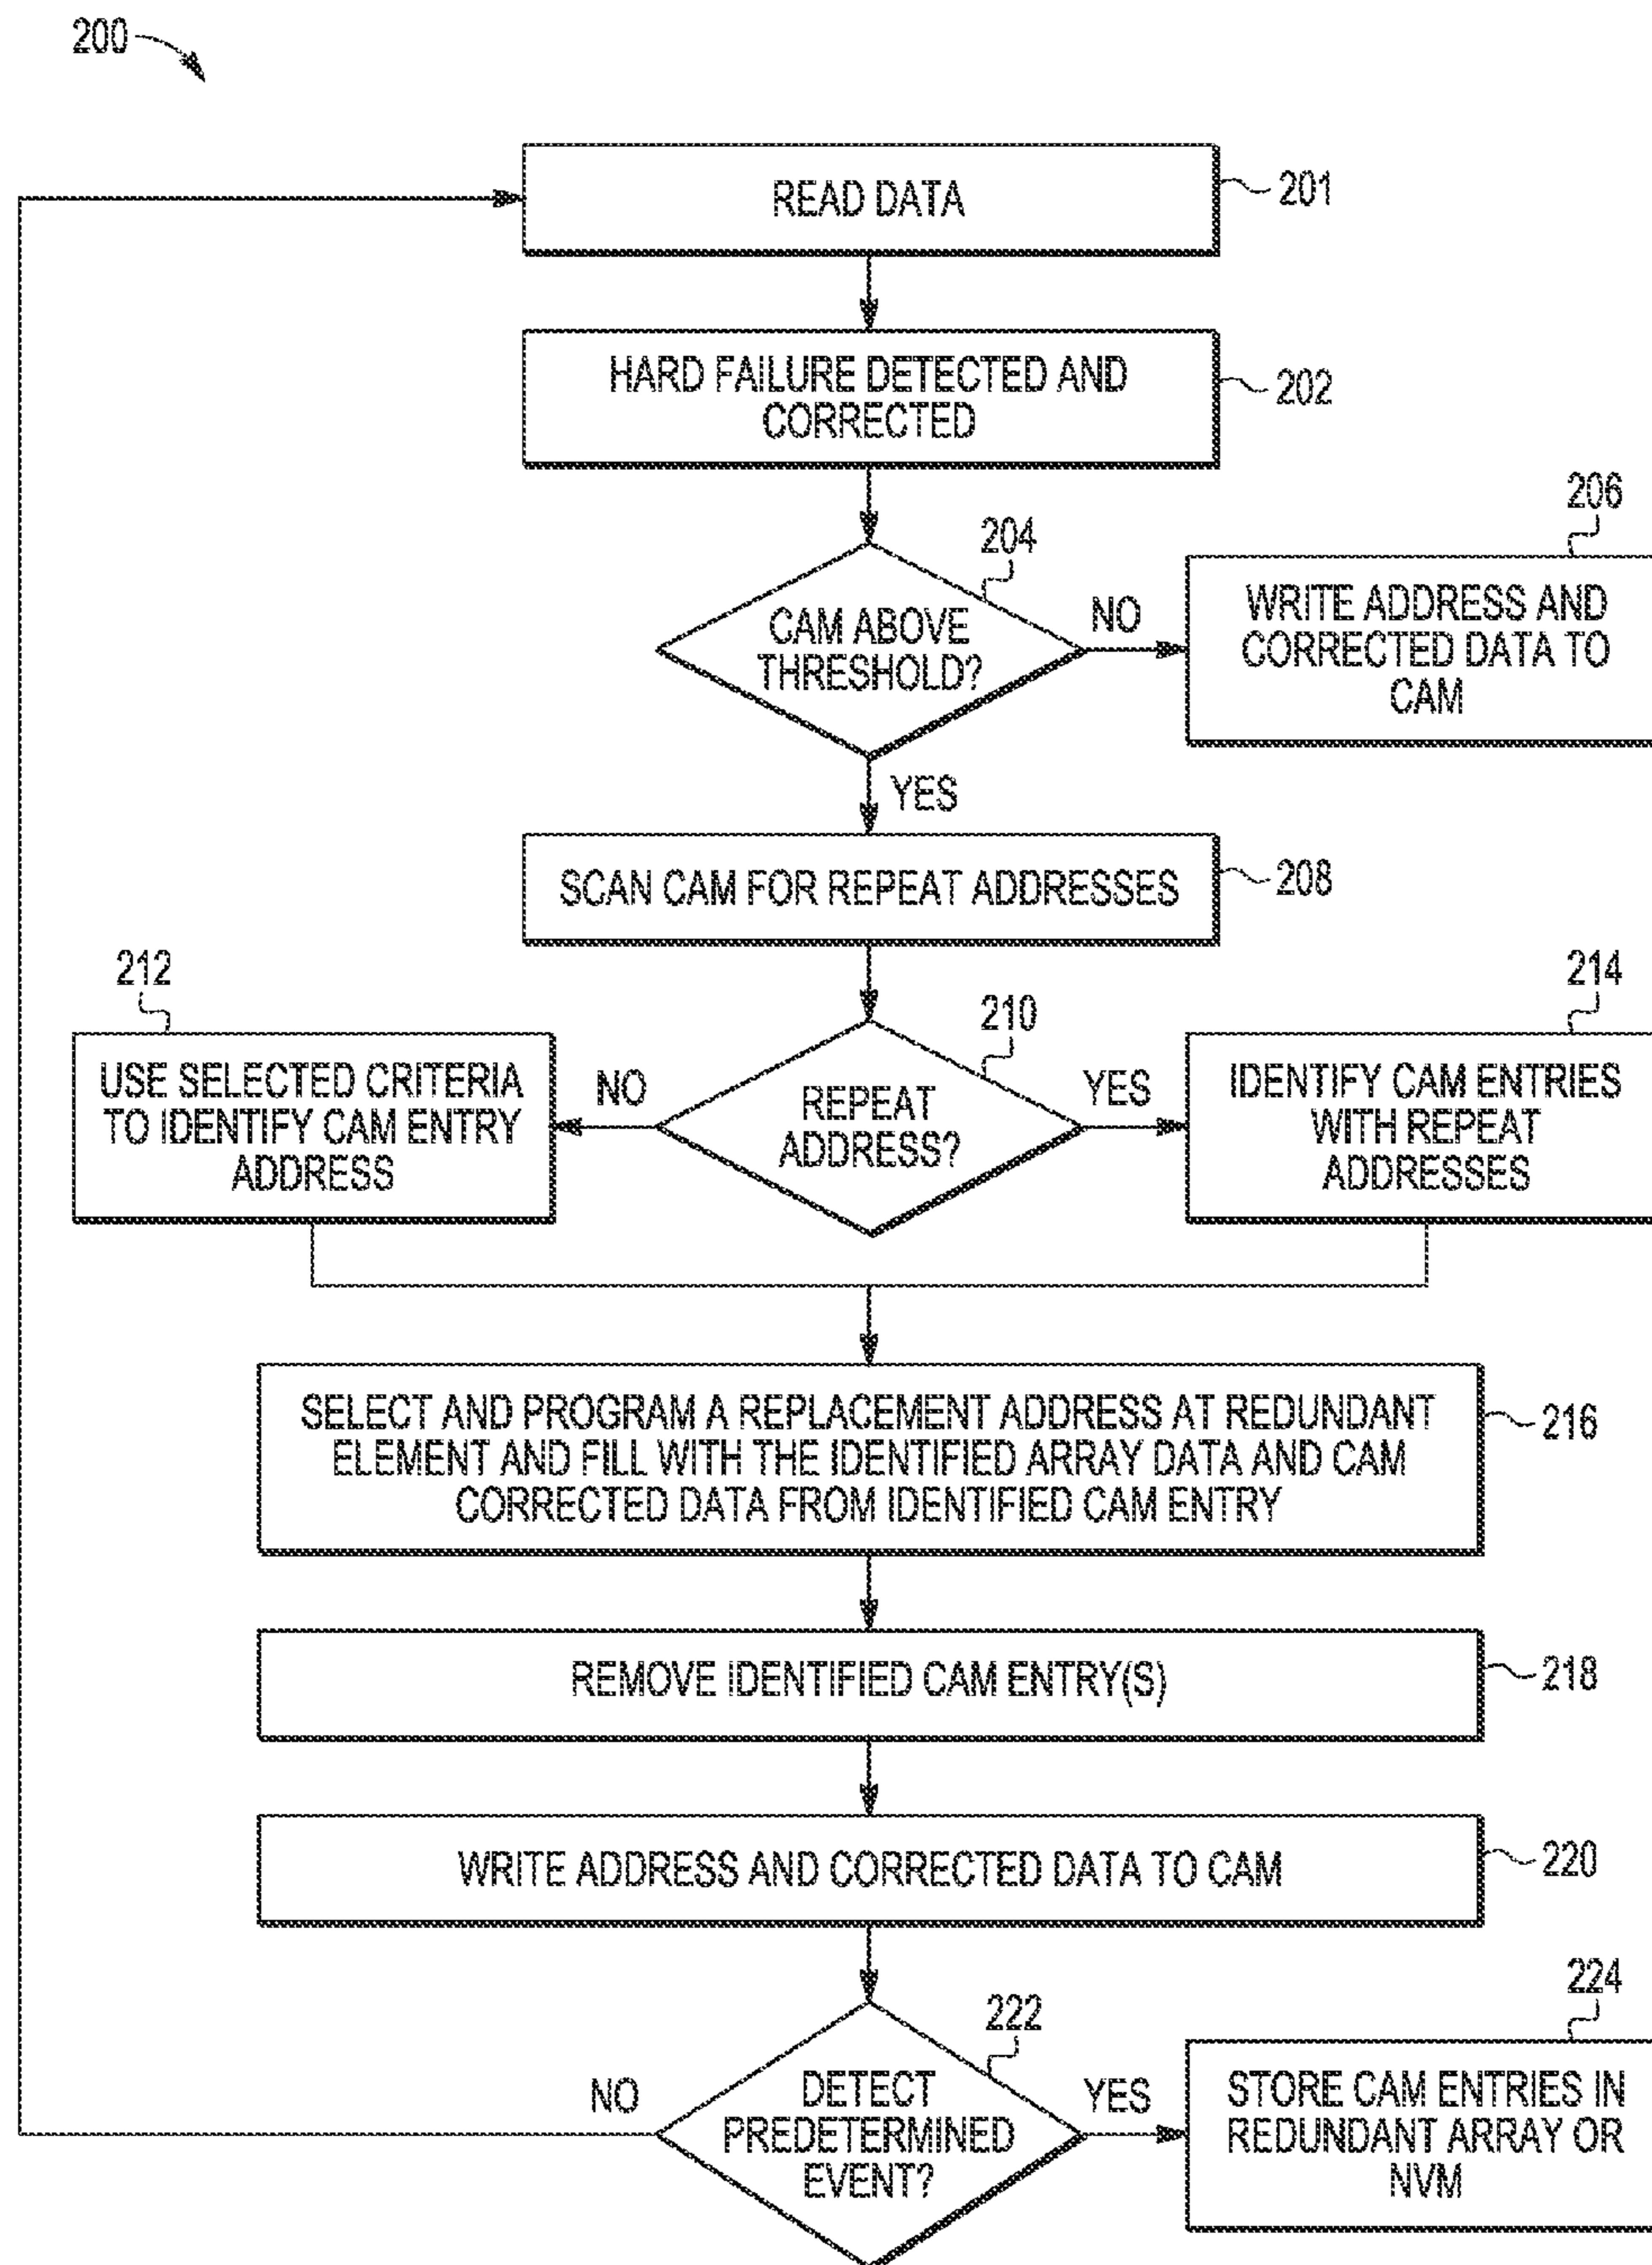 200
READ DATA
201
HARD FAILURE DETECTED AND
CORRECTED
202
204
CAM ABOVE
THRESHOLD?
NO
206
WRITE ADDRESS AND
CORRECTED DATA TO
CAM
YES
SCAN CAM FOR REPEAT ADDRESSES
208
212
USE SELECTED CRITERIA
TO IDENTIFY CAM ENTRY
ADDRESS
NO
210
REPEAT
ADDRESS?
YES
214
IDENTIFY CAM ENTRIES
WITH REPEAT
ADDRESSES
SELECT AND PROGRAM A REPLACEMENT ADDRESS AT REDUNDANT
ELEMENT AND FILL WITH THE IDENTIFIED ARRAY DATA AND CAM
CORRECTED DATA FROM IDENTIFIED CAM ENTRY
216
REMOVE IDENTIFIED CAM ENTRY(S)
218
WRITE ADDRESS AND CORRECTED DATA TO CAM
220
NO
222
DETECT
PREDETERMINED
EVENT?
YES
224
STORE CAM ENTRIES IN
REDUNDANT ARRAY OR
NVM